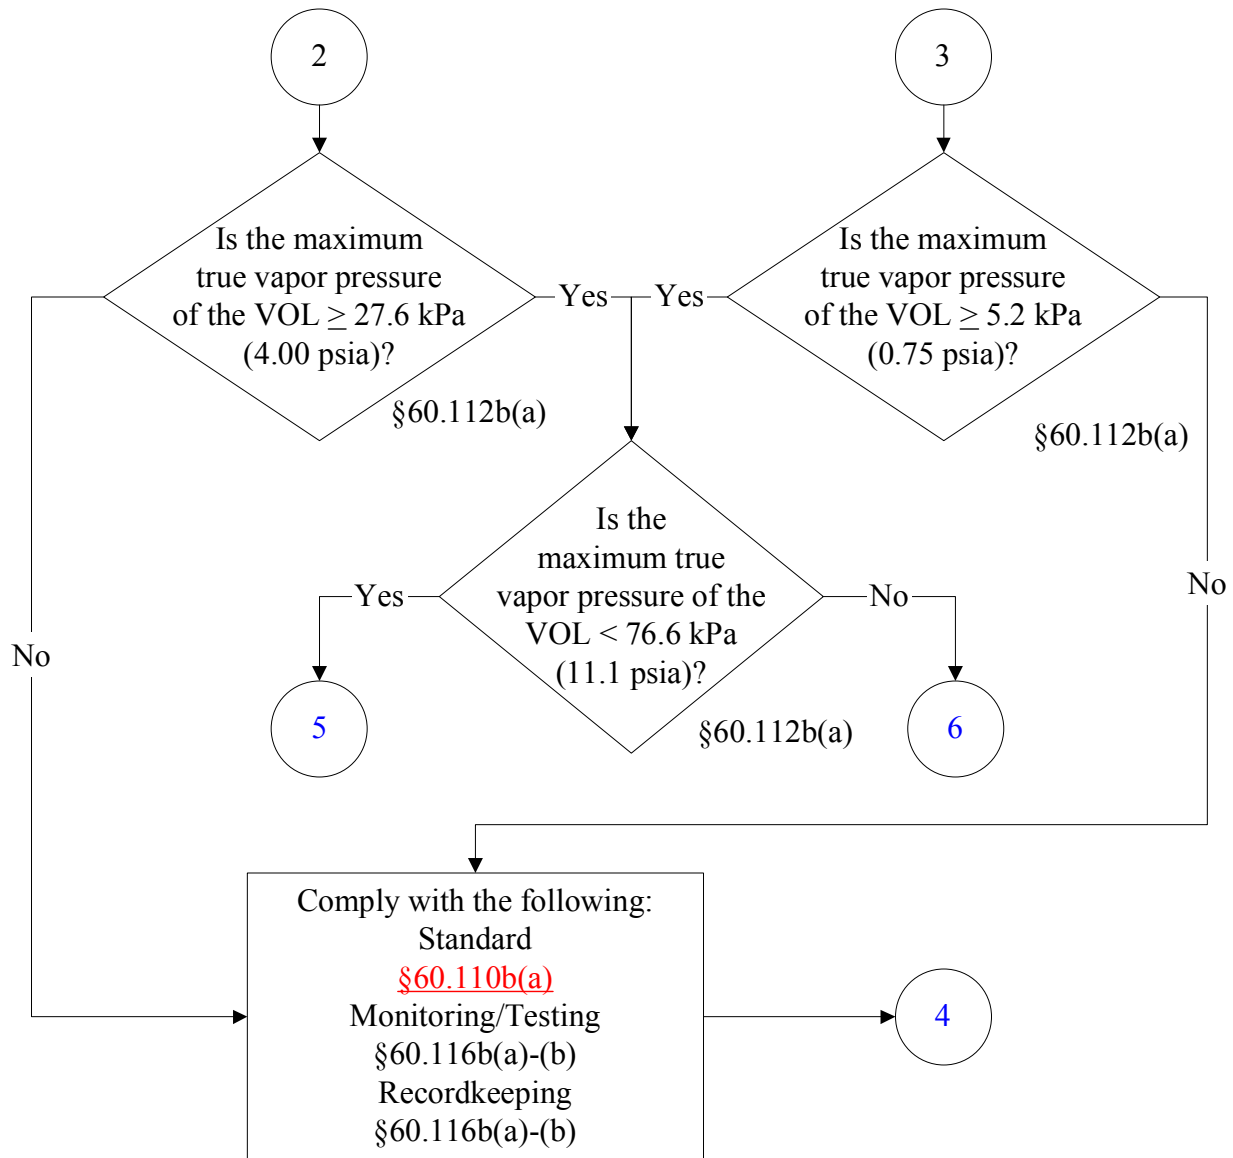 2
3
Is the maximum
true vapor pressure
of the VOL ≥ 27.6 kPa
(4.00 psia)?
§60.112b(a)
Yes
Yes
Is the maximum
true vapor pressure
of the VOL ≥ 5.2 kPa
(0.75 psia)?
§60.112b(a)
Is the
maximum true
vapor pressure of the
VOL < 76.6 kPa
(11.1 psia)?
§60.112b(a)
Yes
No
No
No
5
6
Comply with the following:
Standard
§60.110b(a)
Monitoring/Testing
§60.116b(a)-(b)
Recordkeeping
§60.116b(a)-(b)
4